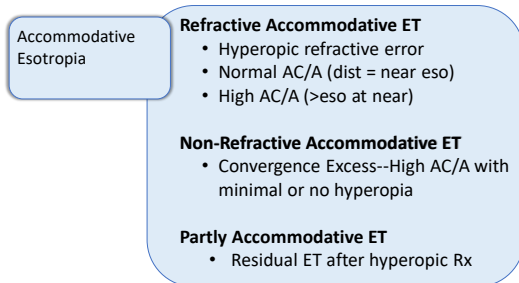 Accommodative
Esotropia
Refractive Accommodative ET
• Hyperopic refractive error
• Normal AC/A (dist = near eso)
• High AC/A (>eso at near)
Non-Refractive Accommodative ET
• Convergence Excess--High AC/A with
minimal or no hyperopia
Partly Accommodative ET
• Residual ET after hyperopic Rx